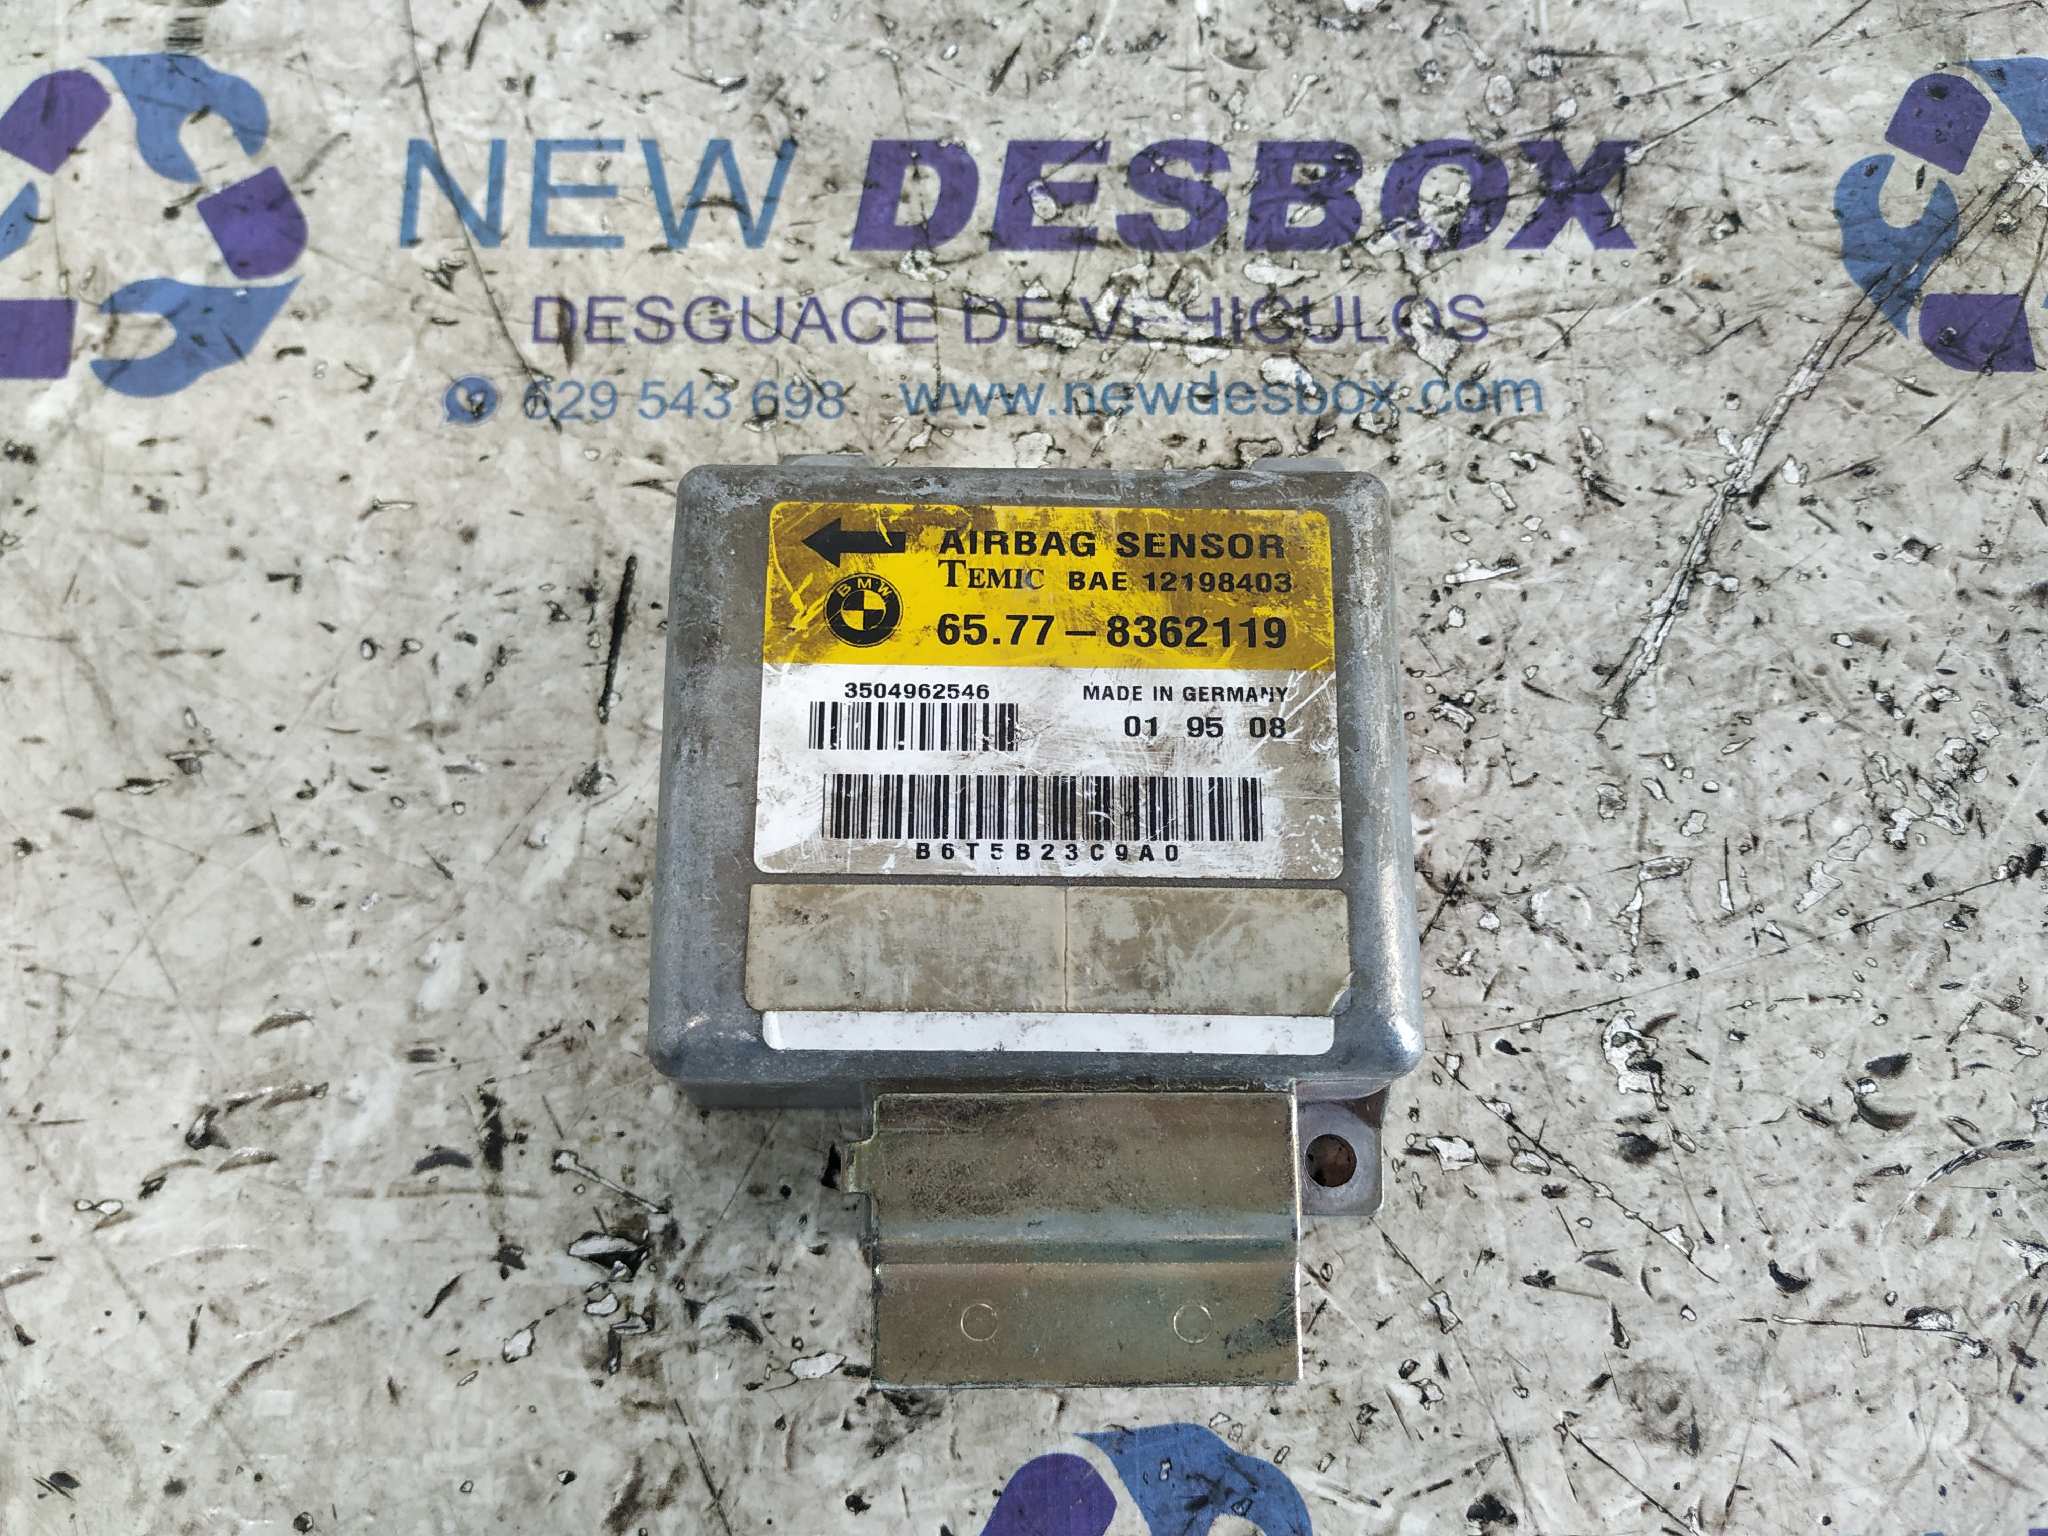 NEW DESBOX
DESGUACE DE VEHICULOS
629 543 698 www.newdesbox.com
AIRBAG SENSOR
TEMIC BAE 12198403
BMW
65.77-8362119
3504962546 MADE IN GERMANY
01 95 08
B6T5B23C9A0